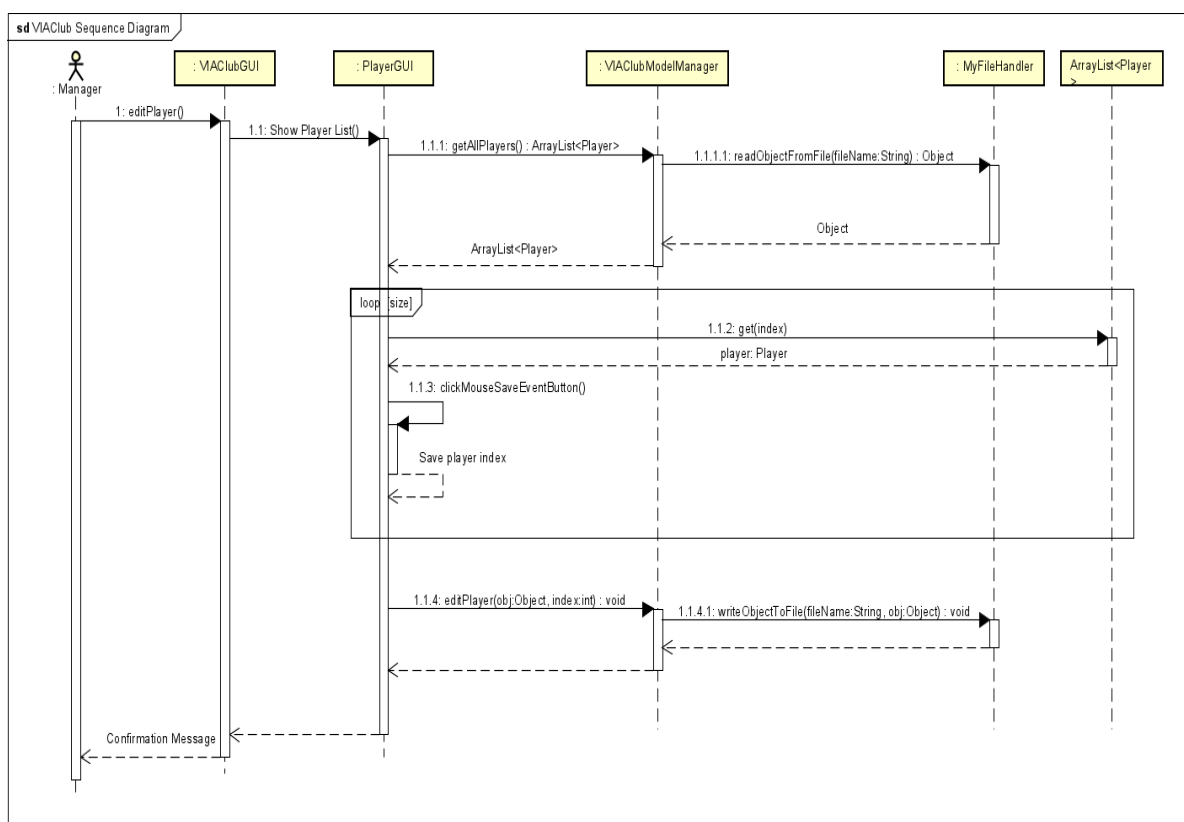 sd VIAClub Sequence Diagram
: Manager
: VIAClubGUI
: PlayerGUI
: VIAClubModelManager
: MyFileHandler
ArrayList<Player
>
1: editPlayer()
1.1: Show Player List()
1.1.1: getAllPlayers() : ArrayList<Player>
1.1.1.1: readObjectFromFile(fileName:String) : Object
Object
ArrayList<Player>
loop [size]
1.1.2: get(index)
player: Player
1.1.3: clickMouseSaveEventButton()
Save player index
1.1.4: editPlayer(obj:Object, index:int) : void
1.1.4.1: writeObjectToFile(fileName:String, obj:Object) : void
Confirmation Message